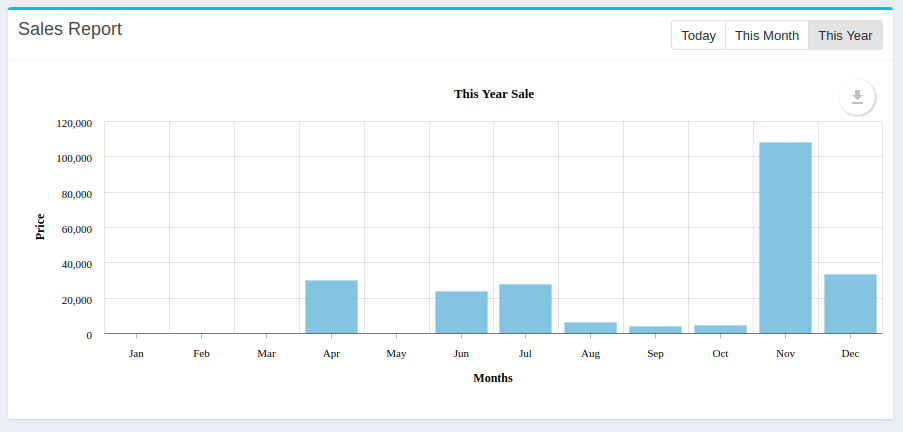 Sales Report
Today This Month This Year
This Year Sale
120,000
100,000
80,000
60,000
40,000
20,000
0
Price
Jan Feb Mar Apr May Jun Jul Aug Sep Oct Nov Dec
Months